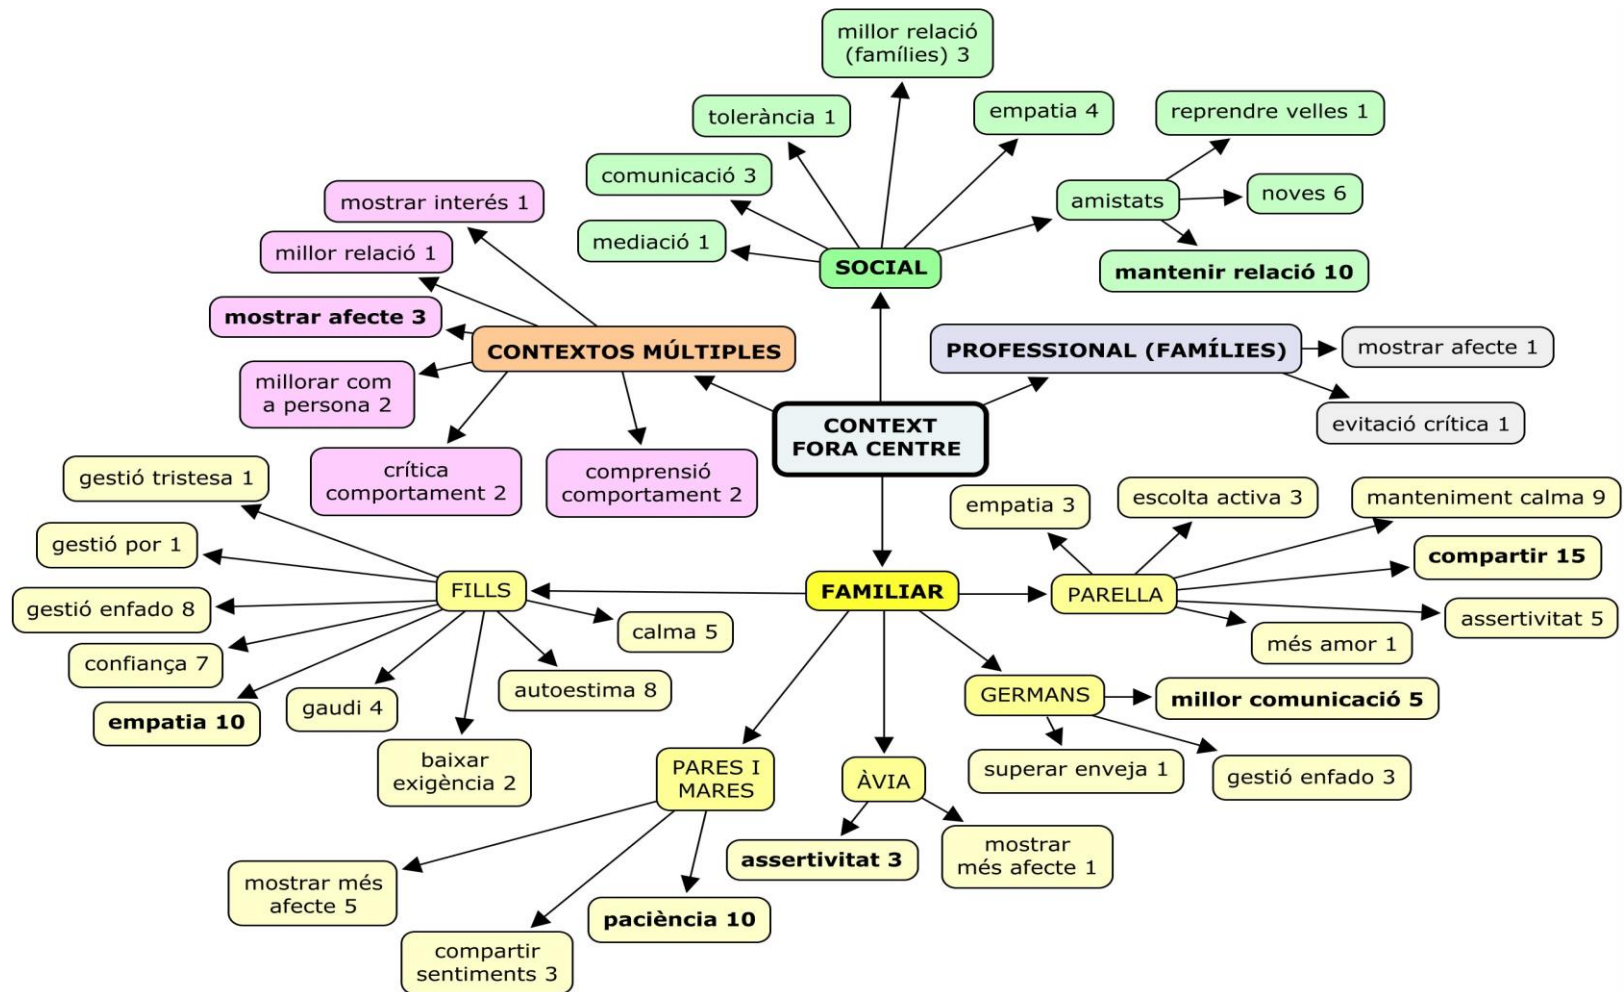 millor relació
(famílies) 3
empatia 4
reprendre velles 1
tolerància 1
comunicació 3
noves 6
amistats
mostrar interés 1
mediació 1
millor relació 1
SOCIAL
mantenir relació 10
mostrar afecte 3
CONTEXTOS MÚLTIPLES
PROFESSIONAL (FAMÍLIES)
mostrar afecte 1
millorar com
a persona 2
evitació crítica 1
CONTEXT
FORA CENTRE
crítica
comportament 2
comprensió
comportament 2
gestió tristesa 1
empatia 3
escolta activa 3
manteniment calma 9
gestió por 1
compartir 15
FILLS
FAMILIAR
PARELLA
gestió enfado 8
calma 5
assertivitat 5
més amor 1
confiança 7
autoestima 8
GERMANS
millor comunicació 5
empatia 10
gaudi 4
baixar
exigència 2
PARES I
MARES
ÀVIA
superar enveja 1
gestió enfado 3
assertivitat 3
mostrar
més afecte 1
mostrar més
afecte 5
paciència 10
compartir
sentiments 3